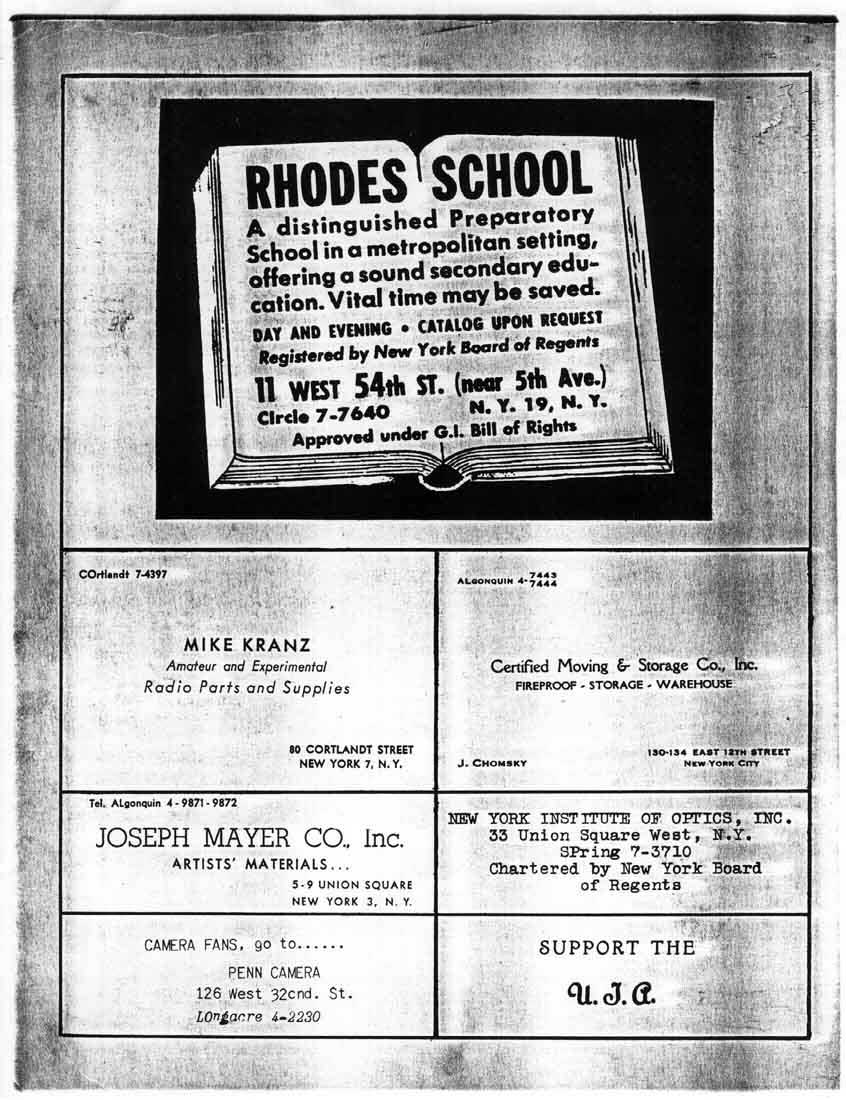 RHODES SCHOOL
A distinguished Preparatory
School in a metropolitan setting,
offering a sound secondary edu-
cation. Vital time may be saved.
DAY AND EVENING • CATALOG UPON REQUEST
Registered by New York Board of Regents
11 WEST 54th ST. (near 5th Ave.)
CIrcle 7-7640 N. Y. 19, N. Y.
Approved under G.I. Bill of Rights
COrtlandt 7-4397
MIKE KRANZ
Amateur and Experimental
Radio Parts and Supplies
80 CORTLANDT STREET
NEW YORK 7, N. Y.
ALGONQUIN 4-7443
7444
Certified Moving & Storage Co., Inc.
FIREPROOF - STORAGE - WAREHOUSE
130-134 EAST 12TH STREET
J. CHOMSKY NEW YORK CITY
Tel. ALgonquin 4-9871-9872
JOSEPH MAYER CO., Inc.
ARTISTS' MATERIALS...
5-9 UNION SQUARE
NEW YORK 3, N. Y.
NEW YORK INSTITUTE OF OPTICS, INC.
33 Union Square West, N.Y.
SPring 7-3710
Chartered by New York Board
of Regents
CAMERA FANS, go to......
PENN CAMERA
126 West 32cnd. St.
LOngacre 4-2230
SUPPORT THE
U. J. A.